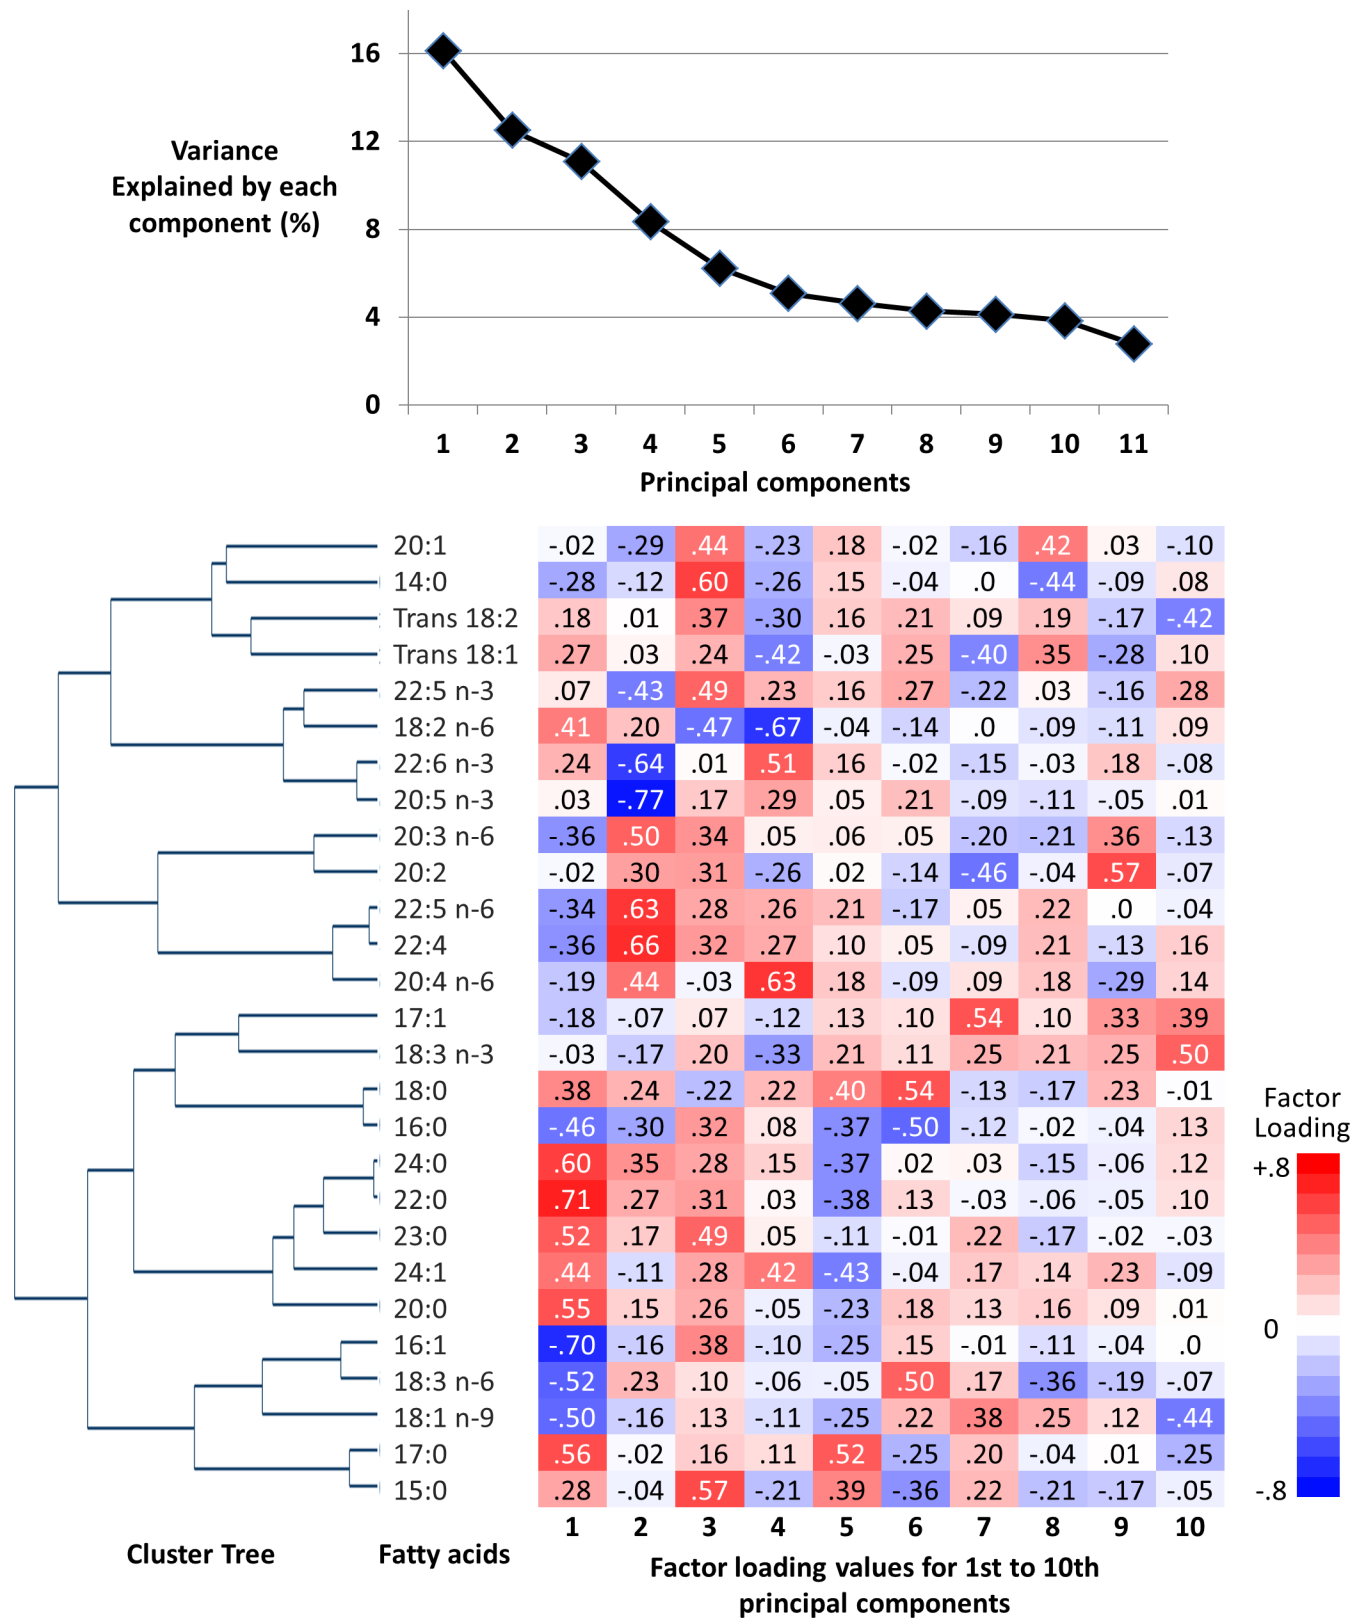 16
12
8
4
0
Variance
Explained by each
component (%)
1 2 3 4 5 6 7 8 9 10 11
Principal components
20:1 -.02 -.29 .44 -.23 .18 -.02 -.16 .42 .03 -.10
14:0 -.28 -.12 .60 -.26 .15 -.04 .0 -.44 -.09 .08
Trans 18:2 .18 .01 .37 -.30 .16 .21 .09 .19 -.17 -.42
Trans 18:1 .27 .03 .24 -.42 -.03 .25 -.40 .35 -.28 .10
22:5 n-3 .07 -.43 .49 .23 .16 .27 -.22 .03 -.16 .28
18:2 n-6 .41 .20 -.47 -.67 -.04 -.14 .0 -.09 -.11 .09
22:6 n-3 .24 -.64 .01 .51 .16 -.02 -.15 -.03 .18 -.08
20:5 n-3 .03 -.77 .17 .29 .05 .21 -.09 -.11 -.05 .01
20:3 n-6 -.36 .50 .34 .05 .06 .05 -.20 -.21 .36 -.13
20:2 -.02 .30 .31 -.26 .02 -.14 -.46 -.04 .57 -.07
22:5 n-6 -.34 .63 .28 .26 .21 -.17 .05 .22 .0 -.04
22:4 -.36 .66 .32 .27 .10 .05 -.09 .21 -.13 .16
20:4 n-6 -.19 .44 -.03 .63 .18 -.09 .09 .18 -.29 .14
17:1 -.18 -.07 .07 -.12 .13 .10 .54 .10 .33 .39
18:3 n-3 -.03 -.17 .20 -.33 .21 .11 .25 .21 .25 .50
18:0 .38 .24 -.22 .22 .40 .54 -.13 -.17 .23 -.01
16:0 -.46 -.30 .32 .08 -.37 -.50 -.12 -.02 -.04 .13
24:0 .60 .35 .28 .15 -.37 .02 .03 -.15 -.06 .12
22:0 .71 .27 .31 .03 -.38 .13 -.03 -.06 -.05 .10
23:0 .52 .17 .49 .05 -.11 -.01 .22 -.17 -.02 -.03
24:1 .44 -.11 .28 .42 -.43 -.04 .17 .14 .23 -.09
20:0 .55 .15 .26 -.05 -.23 .18 .13 .16 .09 .01
16:1 -.70 -.16 .38 -.10 -.25 .15 -.01 -.11 -.04 .0
18:3 n-6 -.52 .23 .10 -.06 -.05 .50 .17 -.36 -.19 -.07
18:1 n-9 -.50 -.16 .13 -.11 -.25 .22 .38 .25 .12 -.44
17:0 .56 -.02 .16 .11 .52 -.25 .20 -.04 .01 -.25
15:0 .28 -.04 .57 -.21 .39 -.36 .22 -.21 -.17 -.05
1 2 3 4 5 6 7 8 9 10
Cluster Tree
Fatty acids
Factor loading values for 1st to 10th
principal components
Factor
Loading
+.8
0
-.8